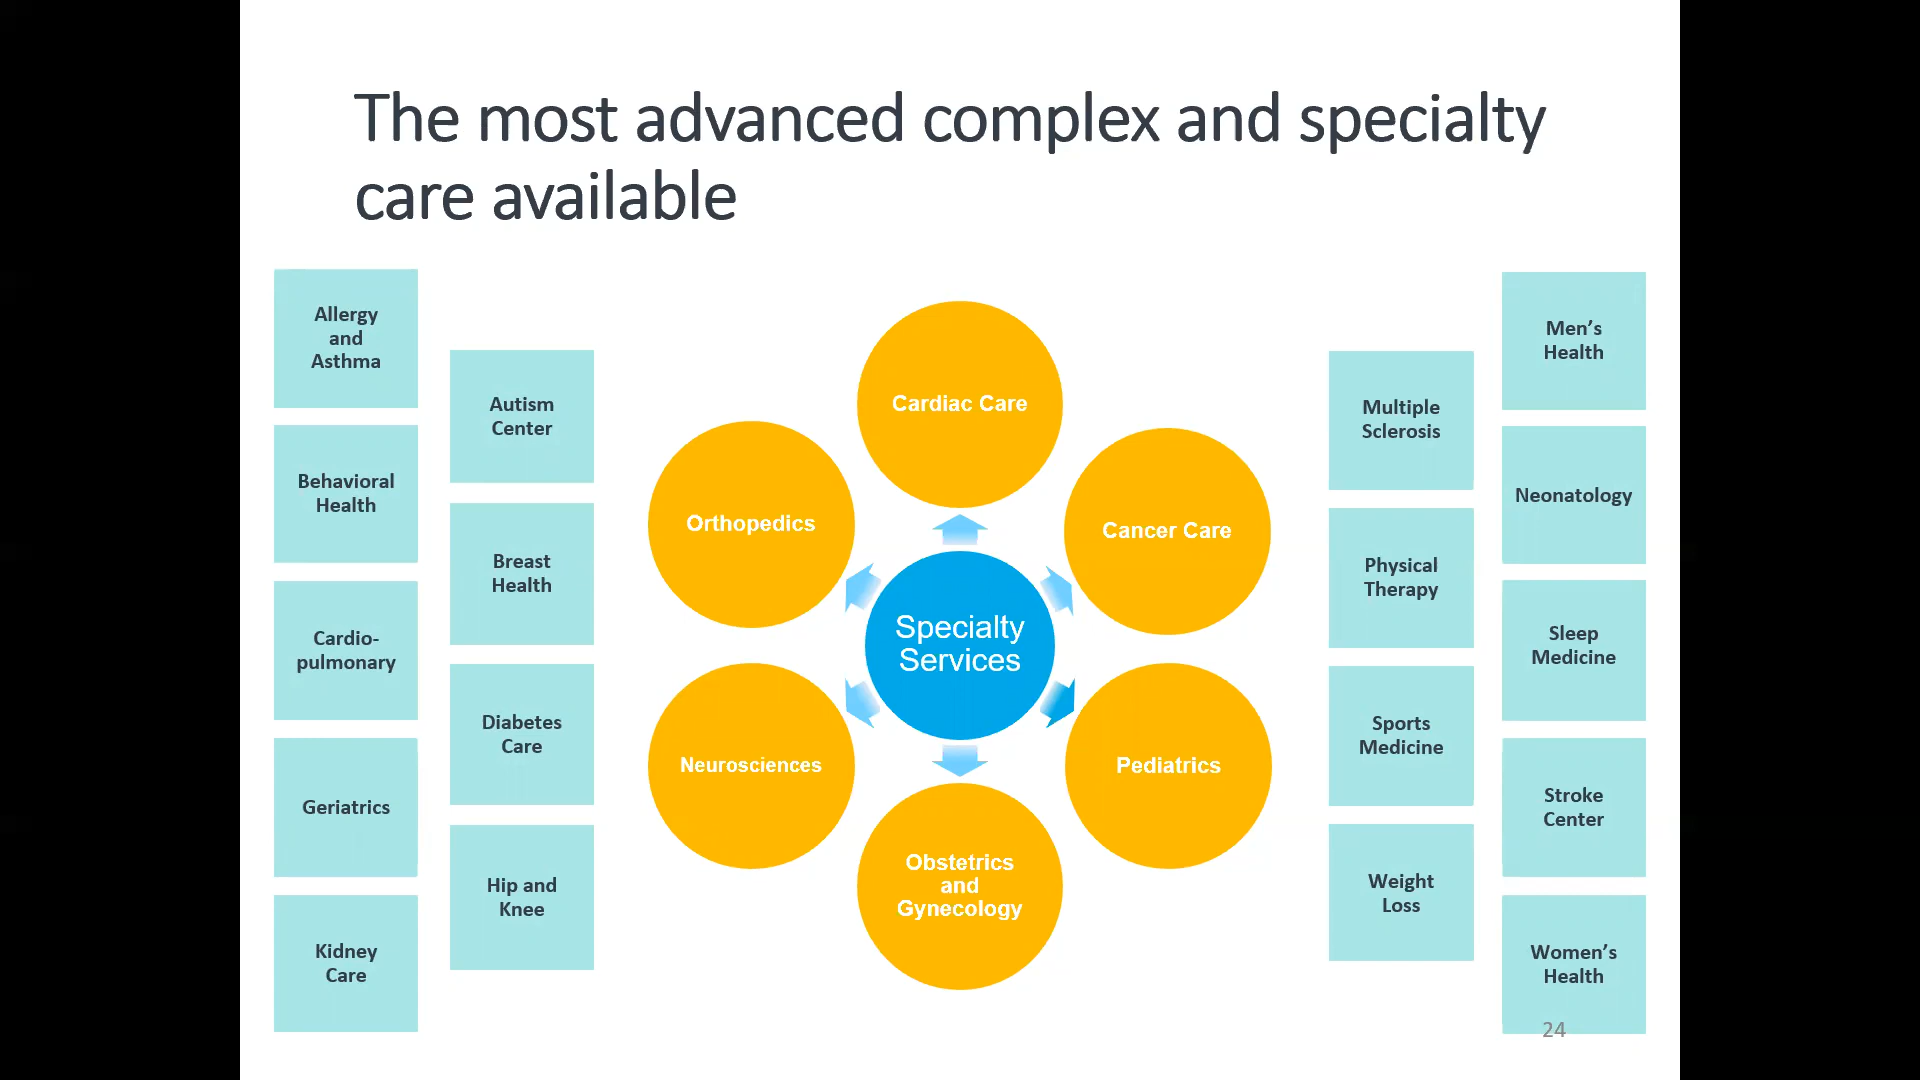 The most advanced complex and specialty
care available
Allergy
and
Asthma
Behavioral
Health
Cardio-
pulmonary
Geriatrics
Kidney
Care
Autism
Center
Breast
Health
Diabetes
Care
Hip and
Knee
Cardiac Care
Orthopedics
Cancer Care
Specialty
Services
Neurosciences
Pediatrics
Obstetrics
and
Gynecology
Multiple
Sclerosis
Physical
Therapy
Sports
Medicine
Weight
Loss
Men’s
Health
Neonatology
Sleep
Medicine
Stroke
Center
Women’s
Health
24